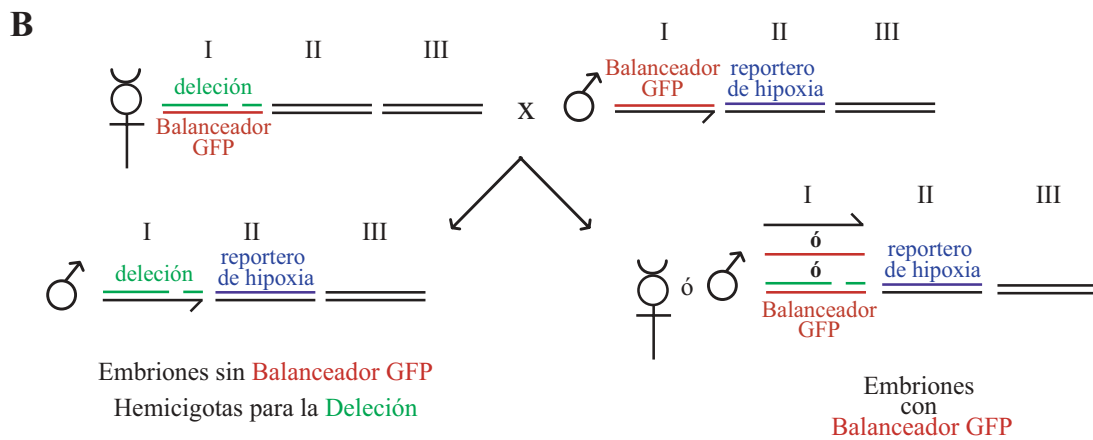 B
I II III
deleción
Balanceador
GFP
x
I II III
Balanceador
GFP
reportero
de hipoxia
I II III
deleción
reportero
de hipoxia
Embriones sin Balanceador GFP
Hemicigotas para la Deleción
ó
I II III
ó
ó
Balanceador
GFP
reportero
de hipoxia
Embriones
con
Balanceador GFP